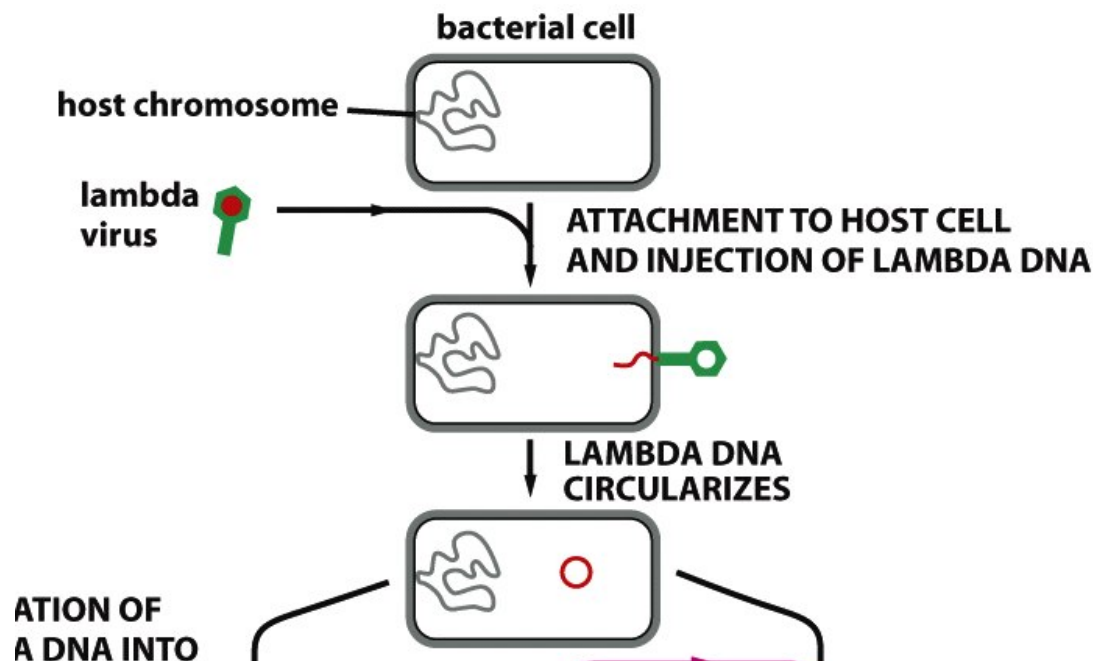 bacterial cell
host chromosome
lambda
virus
ATTACHMENT TO HOST CELL
AND INJECTION OF LAMBDA DNA
LAMBDA DNA
CIRCULARIZES
ATION OF
A DNA INTO